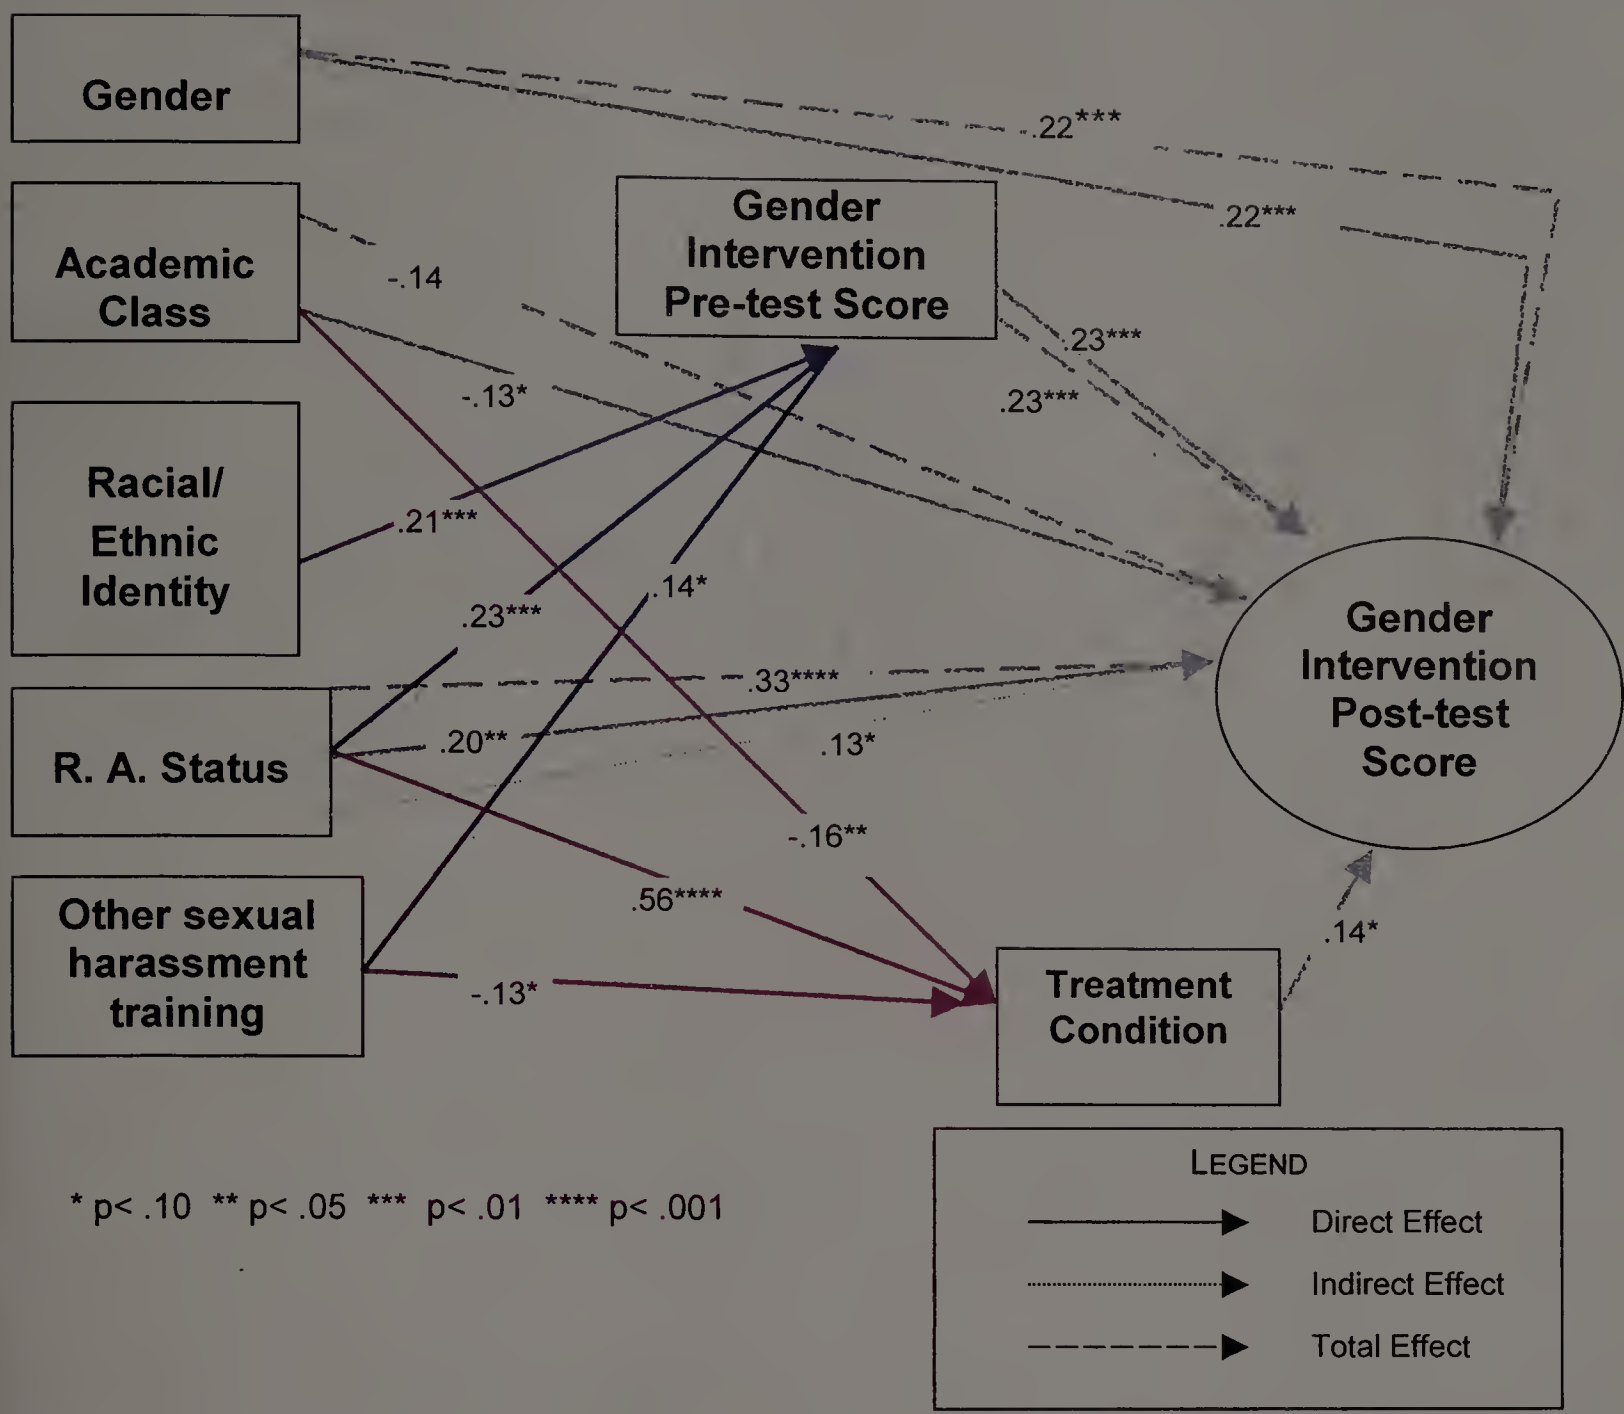 Gender
.22***
.22***
Academic
Class
Gender
Intervention
Pre-test Score
-.14
-.13*
.23***
.23***
Racial/
Ethnic
Identity
.21***
.23***
.14*
Gender
Intervention
Post-test
Score
R. A. Status
.33****
.20**
.13*
-.16**
.56****
Other sexual
harassment
training
-.13*
.14*
Treatment
Condition
* p< .10 ** p< .05 *** p< .01 **** p< .001
LEGEND
Direct Effect
Indirect Effect
Total Effect